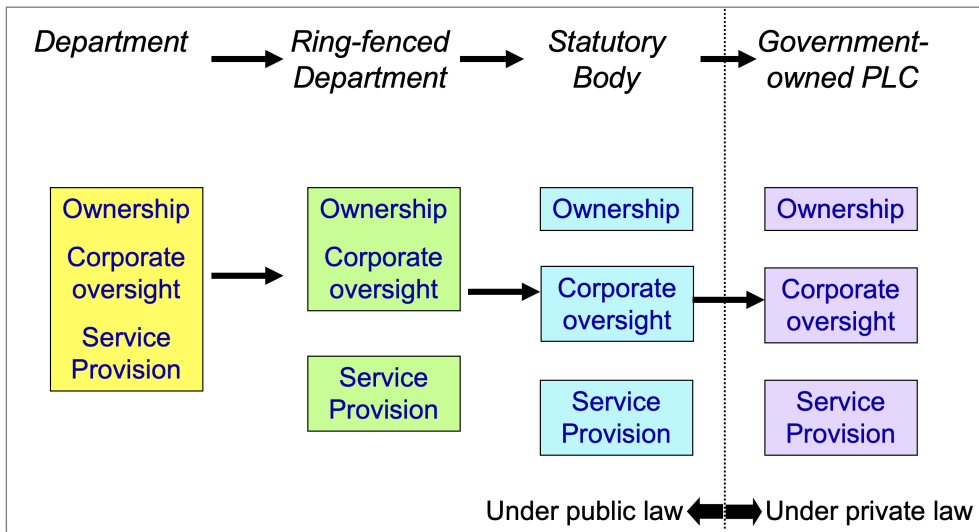 Department
Ring-fenced
Department
Statutory
Body
Government-
owned PLC
Ownership
Corporate
oversight
Service
Provision
Ownership
Corporate
oversight
Service
Provision
Ownership
Corporate
oversight
Service
Provision
Ownership
Corporate
oversight
Service
Provision
Under public law
Under private law